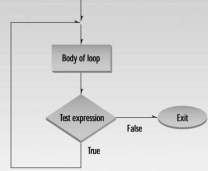 Body of loop
Test expression
Exit
False
True